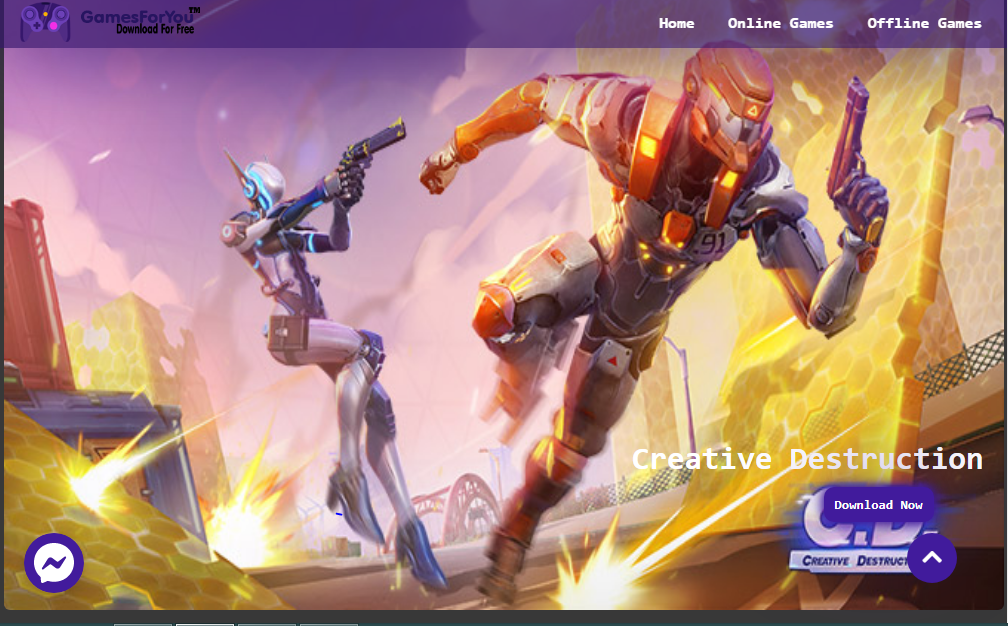 GamesForYou™
Download For Free
Home
Online Games
Offline Games
91
Creative Destruction
Download Now
C.D
CREATIVE DESTRUCT